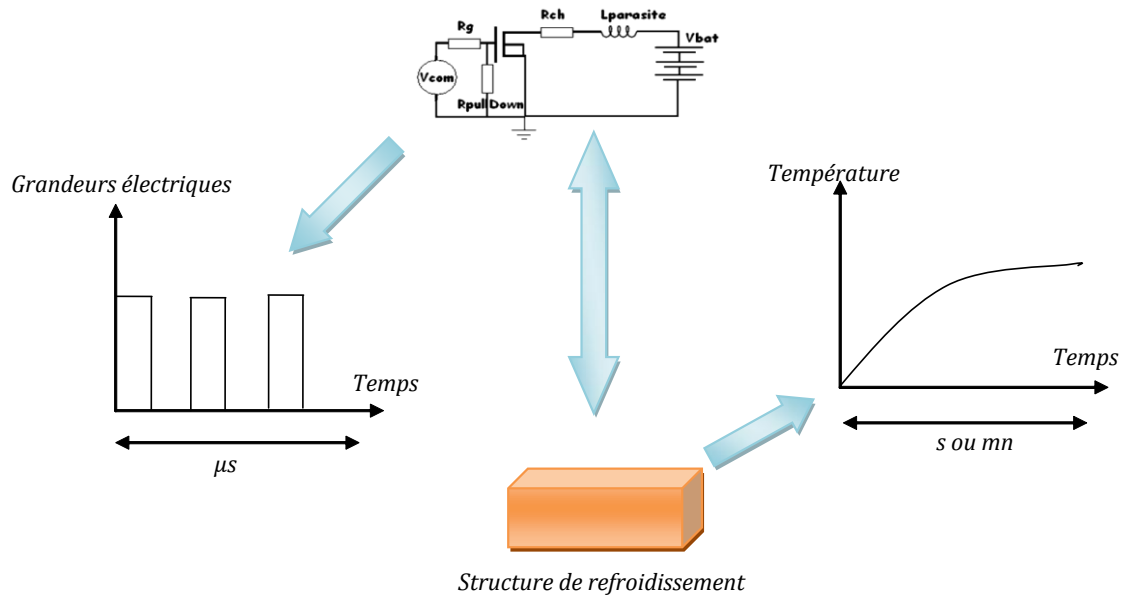 Rch
Lparasite
Rg
Vbat
Vcom
Rpull Down
Grandeurs électriques
Température
Temps
Temps
μs
s ou mn
Structure de refroidissement